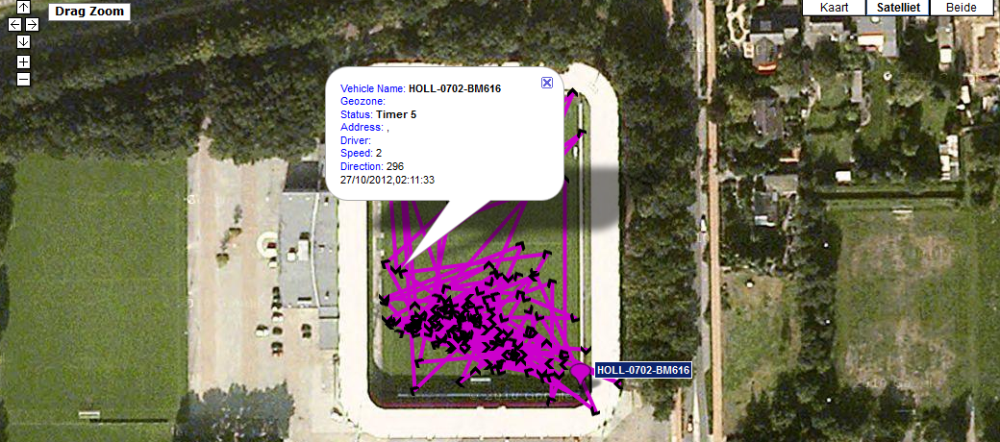 Drag Zoom
Kaart
Satelliet
Beide
Vehicle Name: HOLL-0702-BM616
Geozone:
Status: Timer 5
Address: ,
Driver:
Speed: 2
Direction: 296
27/10/2012,02:11:33
HOLL-0702-BM616